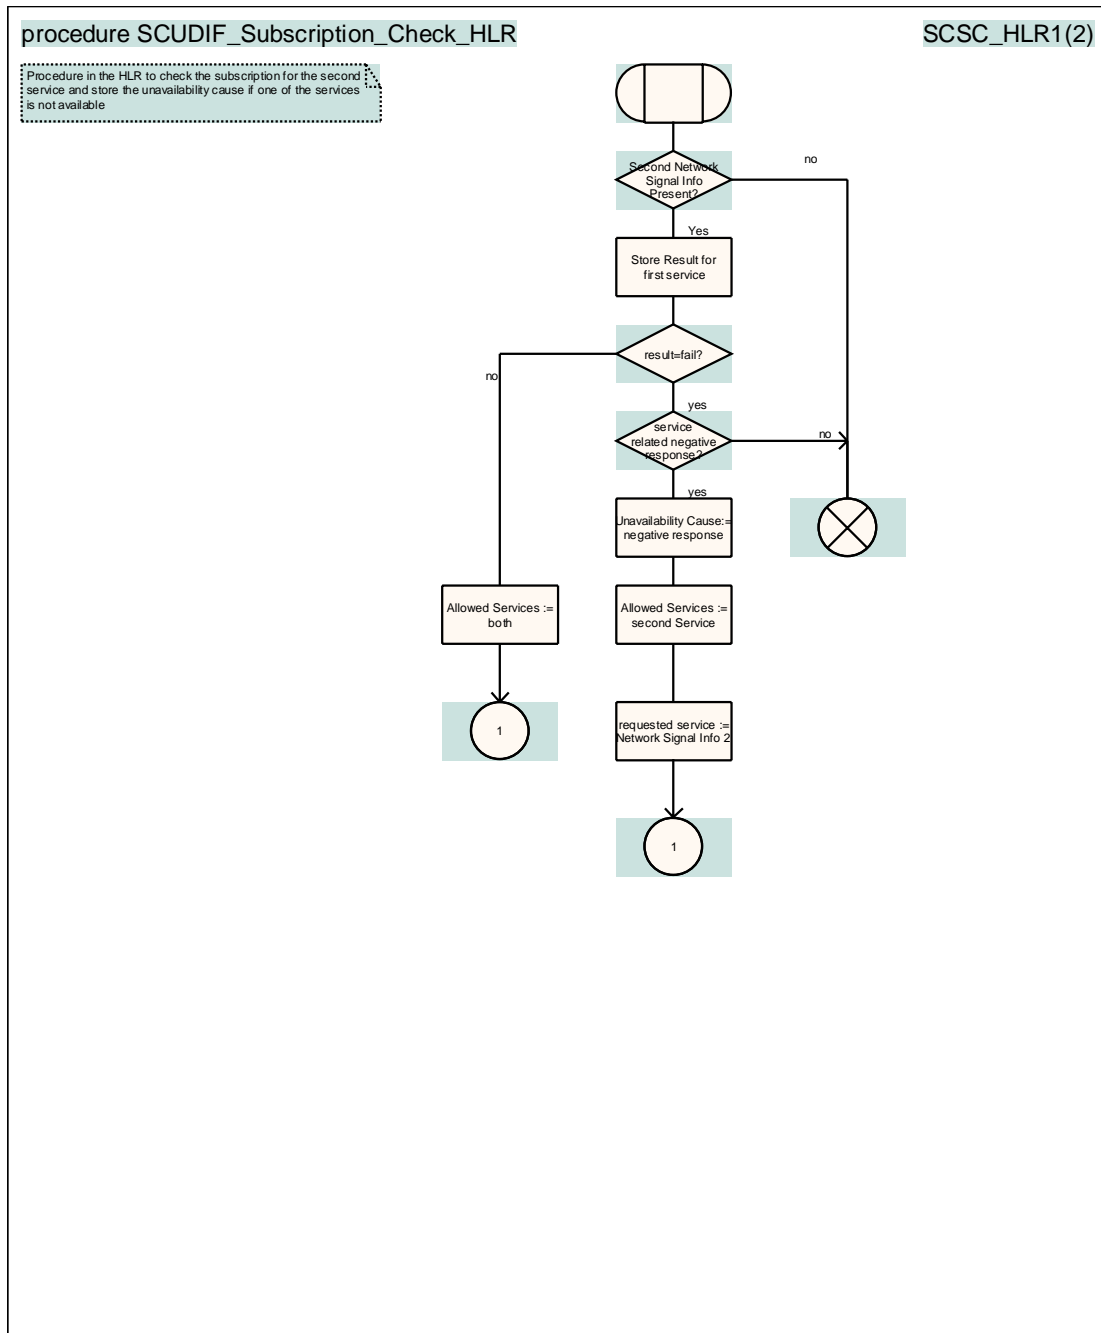 procedure SCUDIF_Subscription_Check_HLR
SCSC_HLR1(2)
Procedure in the HLR to check the subscription for the second
service and store the unavailability cause if one of the services
is not available
Second Network
Signal Info
Present?
no
Yes
Store Result for
first service
result=fail?
no
yes
service
related negative
response?
no
yes
Unavailability Cause:=
negative response
Allowed Services :=
both
Allowed Services :=
second Service
1
requested service :=
Network Signal Info 2
1